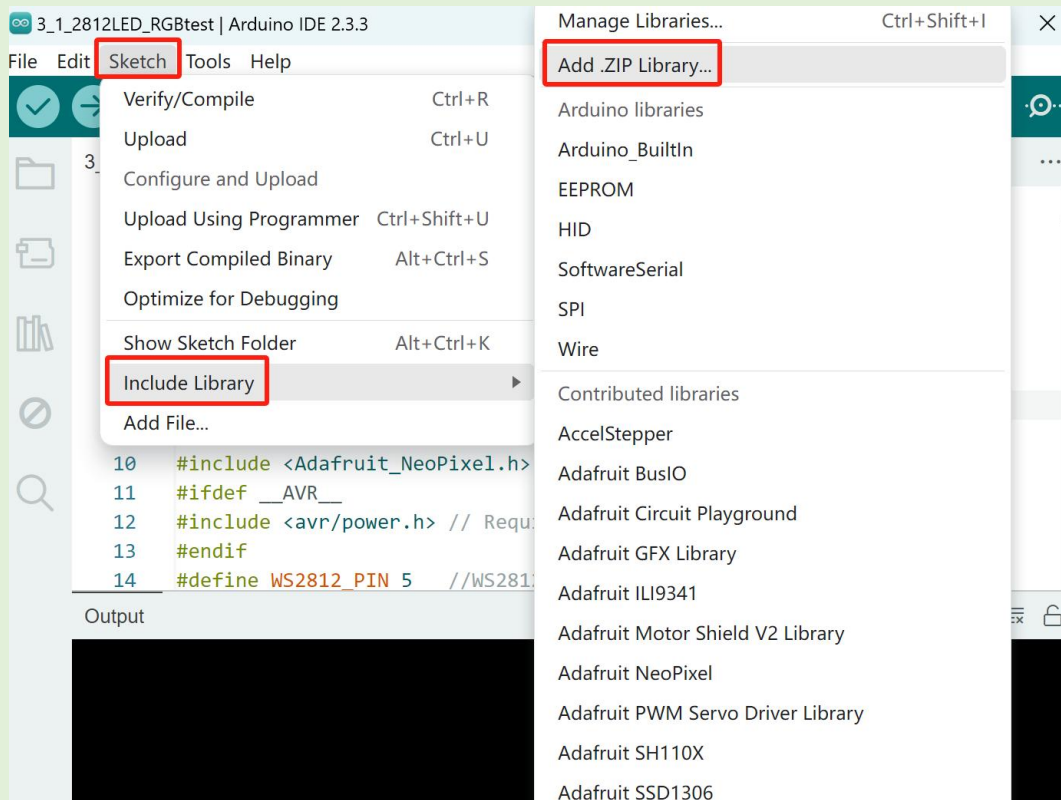 3_1_2812LED_RGBtest | Arduino IDE 2.3.3
File Edit Sketch Tools Help
Verify/Compile Ctrl+R
Upload Ctrl+U
Configure and Upload
Upload Using Programmer Ctrl+Shift+U
Export Compiled Binary Alt+Ctrl+S
Optimize for Debugging
Show Sketch Folder Alt+Ctrl+K
Include Library
Add File...
Manage Libraries... Ctrl+Shift+I
Add .ZIP Library...
Arduino libraries
Arduino_BuiltIn
EEPROM
HID
SoftwareSerial
SPI
Wire
Contributed libraries
AccelStepper
Adafruit BusIO
Adafruit Circuit Playground
Adafruit GFX Library
Adafruit ILI9341
Adafruit Motor Shield V2 Library
Adafruit NeoPixel
Adafruit PWM Servo Driver Library
Adafruit SH110X
Adafruit SSD1306
3_
10 #include <Adafruit_NeoPixel.h>
11 #ifdef __AVR__
12 #include <avr/power.h> // Requi
13 #endif
14 #define WS2812_PIN 5 //WS281
Output